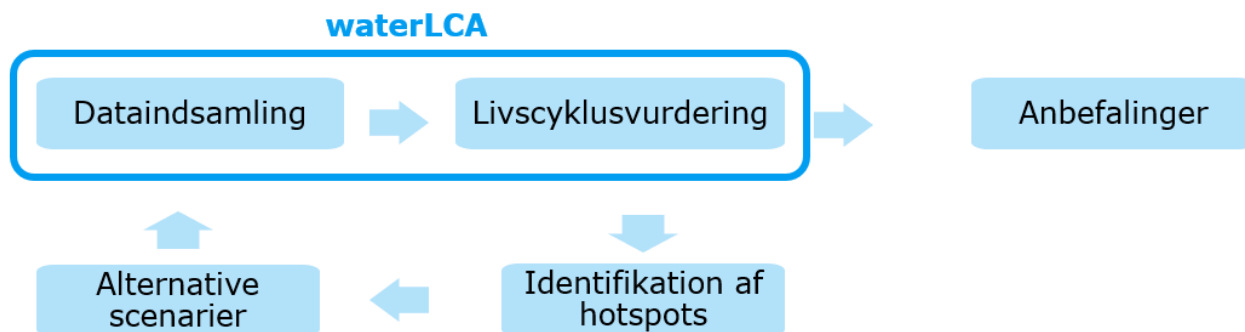 waterLCA
Dataindsamling
Livscyklusvurdering
Anbefalinger
Alternative
scenarier
Identifikation af
hotspots